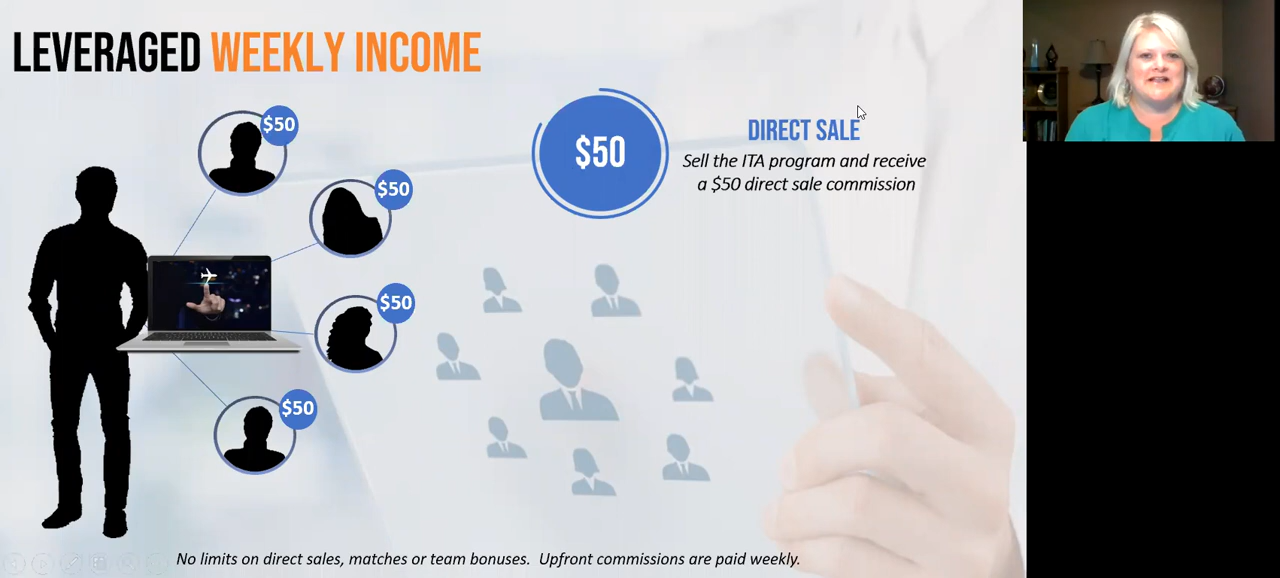 LEVERAGED WEEKLY INCOME
$50
$50
$50
$50
$50
DIRECT SALE
Sell the ITA program and receive
a $50 direct sale commission
No limits on direct sales, matches or team bonuses. Upfront commissions are paid weekly.